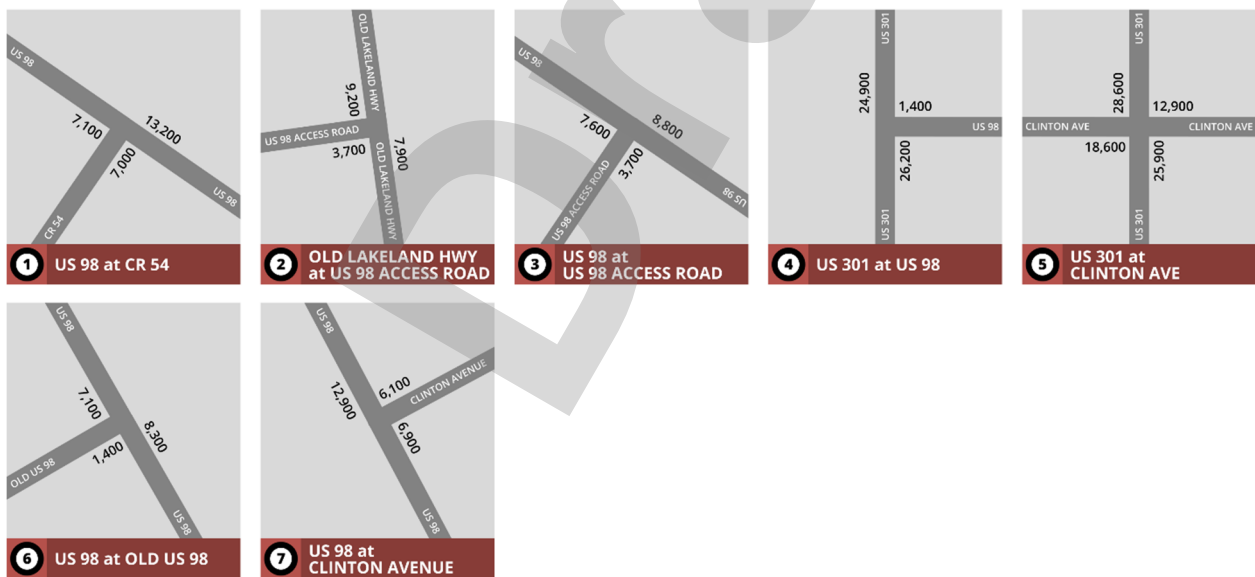 US 98
7,100
13,200
7,000
CR 54
US 98
1 US 98 at CR 54
OLD LAKELAND HWY
9,200
US 98 ACCESS ROAD
3,700
7,900
OLD LAKELAND HWY
2 OLD LAKELAND HWY
at US 98 ACCESS ROAD
US 98
7,600
8,800
3,700
US 98 ACCESS ROAD
US 98
3 US 98 at
US 98 ACCESS ROAD
US 301
24,900
1,400
US 98
26,200
US 301
4 US 301 at US 98
US 301
28,600
12,900
CLINTON AVE
CLINTON AVE
18,600
25,900
US 301
5 US 301 at
CLINTON AVE
US 98
7,100
8,300
1,400
OLD US 98
US 98
6 US 98 at OLD US 98
US 98
12,900
6,100
CLINTON AVENUE
6,900
US 98
7 US 98 at
CLINTON AVENUE